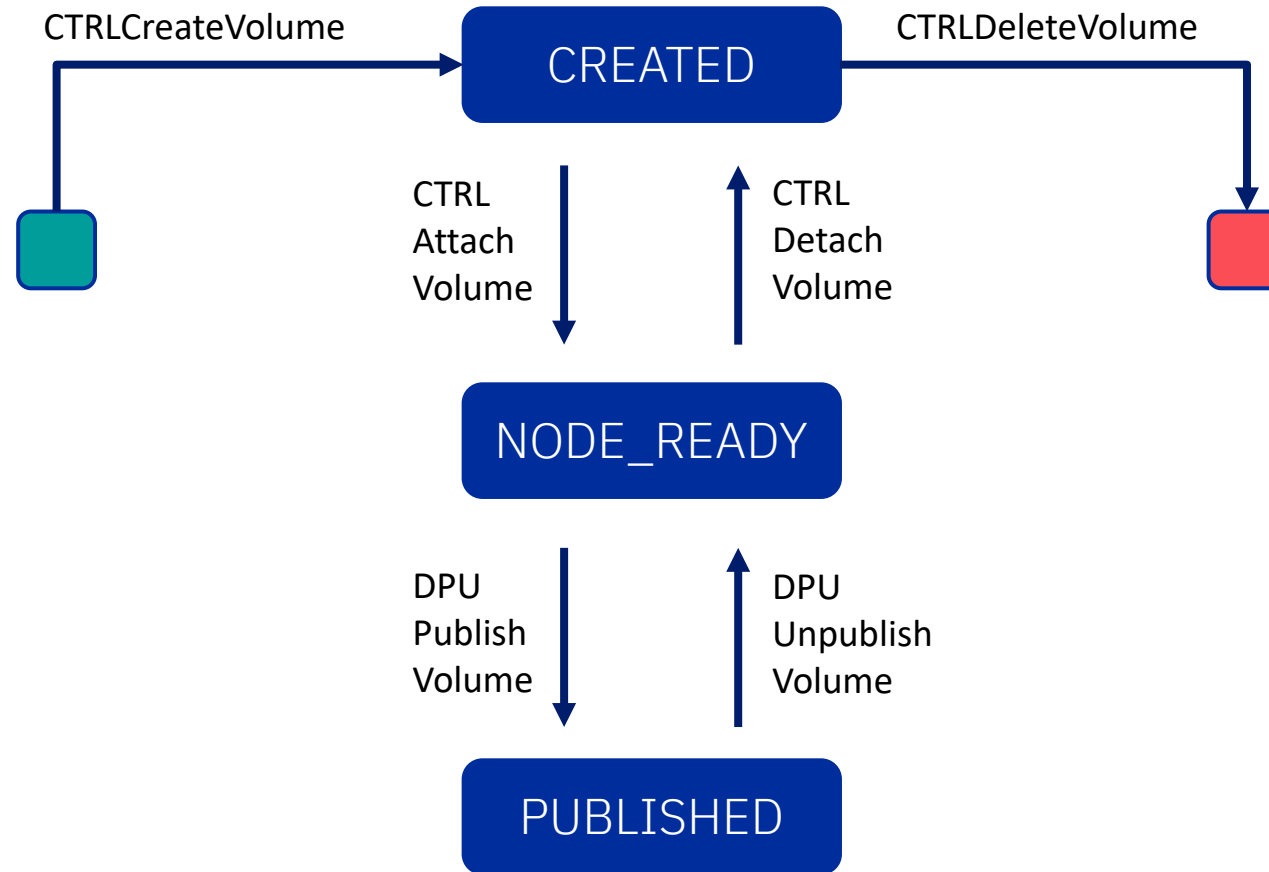 CTRLCreateVolume
CREATED
CTRLDeleteVolume
CTRL
Attach
Volume
CTRL
Detach
Volume
NODE_READY
DPU
Publish
Volume
DPU
Unpublish
Volume
PUBLISHED